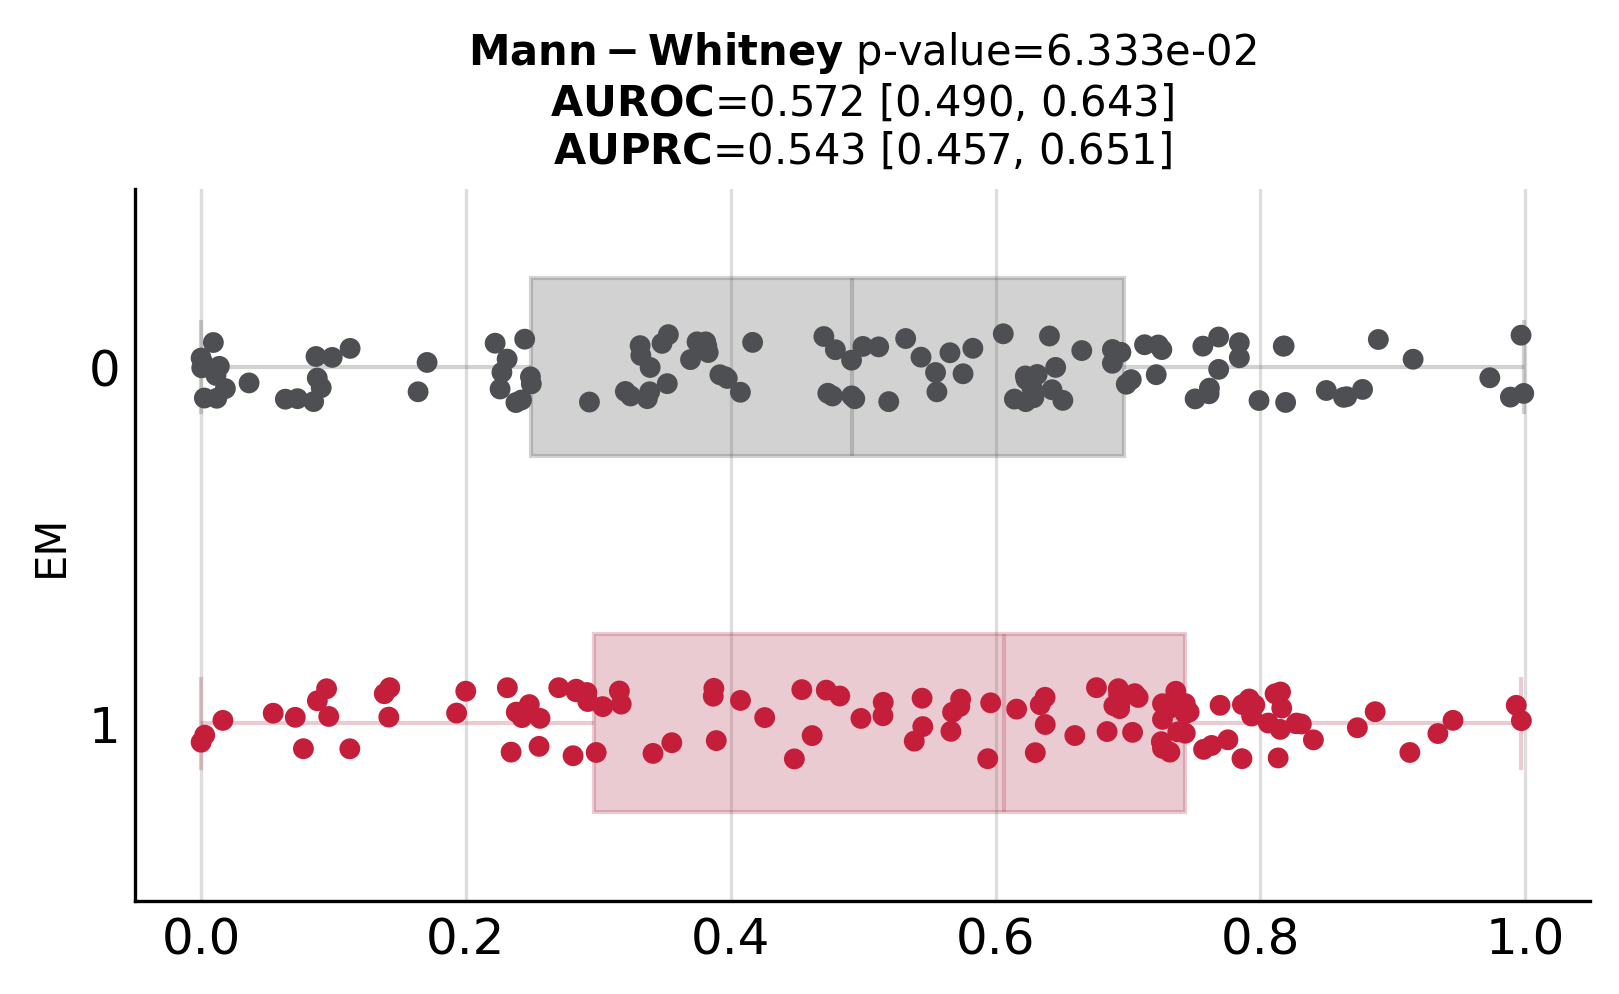 Mann − Whitney p-value=6.333e-02
AUROC=0.572 [0.490, 0.643]
AUPRC=0.543 [0.457, 0.651]
0
EM
1
0.0 0.2 0.4 0.6 0.8 1.0